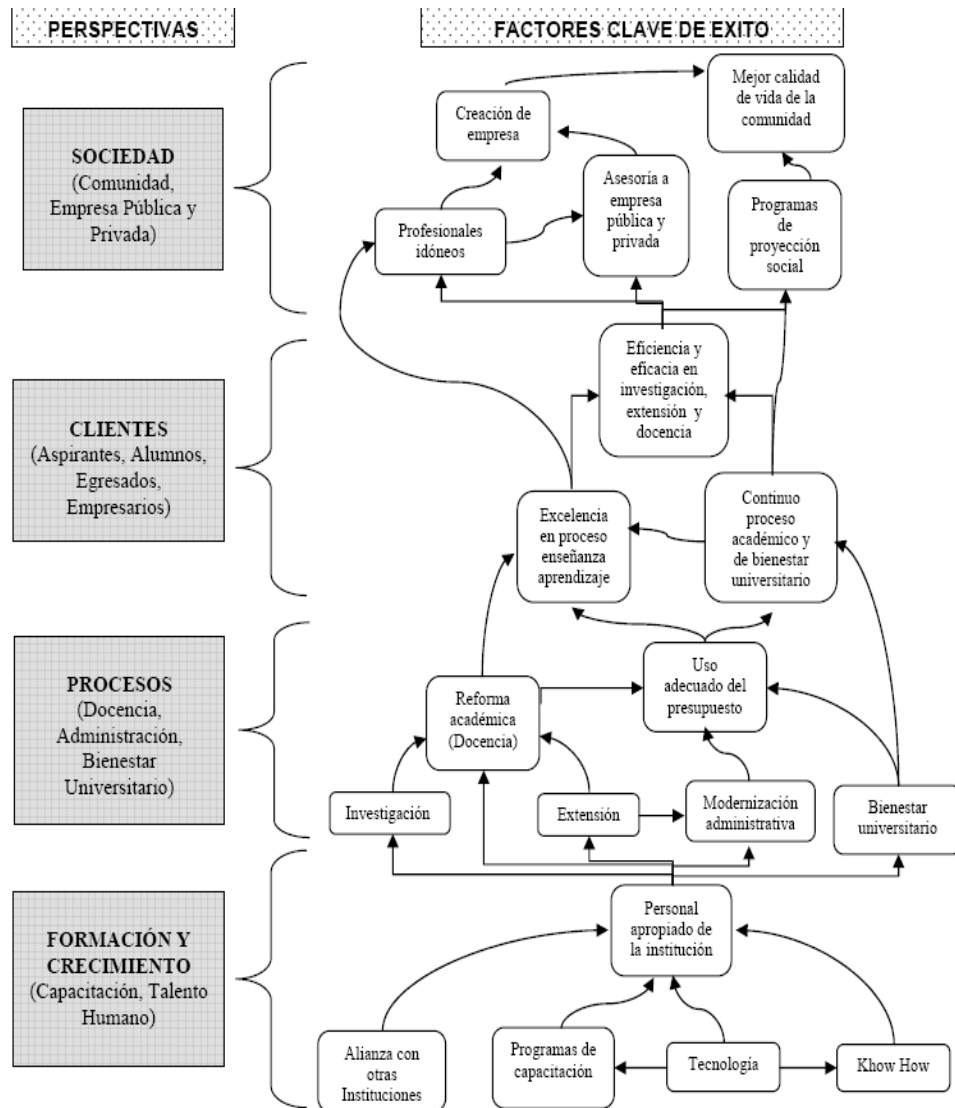 PERSPECTIVAS
FACTORES CLAVE DE EXITO
SOCIEDAD
(Comunidad,
Empresa Pública y
Privada)
Creación de
empresa
Mejor calidad
de vida de la
comunidad
Profesionales
idóneos
Asesoría a
empresa
pública y
privada
Programas
de
proyección
social
CLIENTES
(Aspirantes, Alumnos,
Egresados,
Empresarios)
Eficiencia y
eficacia en
investigación,
extensión y
docencia
Excelencia
en proceso
enseñanza
aprendizaje
Continuo
proceso
académico y
de bienestar
universitario
PROCESOS
(Docencia,
Administración,
Bienestar
Universitario)
Reforma
académica
(Docencia)
Uso
adecuado del
presupuesto
Investigación
Extensión
Modernización
administrativa
Bienestar
universitario
FORMACIÓN Y
CRECIMIENTO
(Capacitación, Talento
Humano)
Personal
apropiado de
la institución
Alianza con
otras
Instituciones
Programas de
capacitación
Tecnología
Khow How